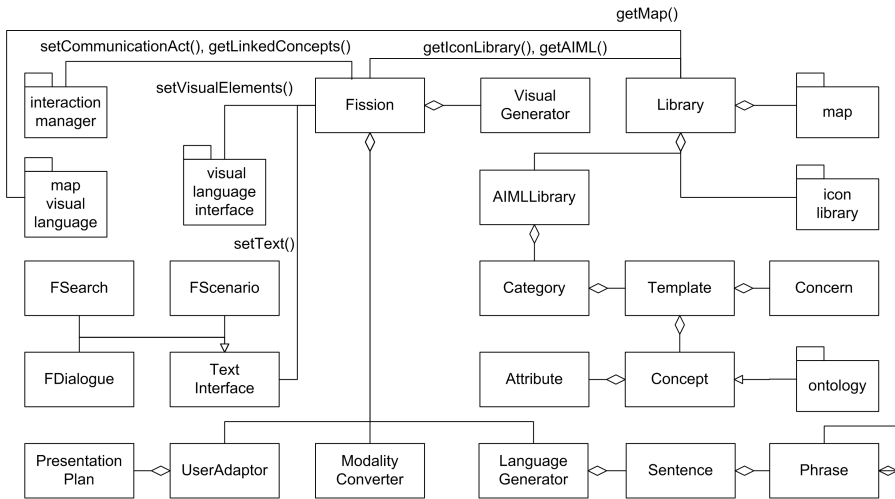 getMap()
setCommunicationAct(), getLinkedConcepts()
getIconLibrary(), getAIML()
interaction
manager
setVisualElements()
Fission
Visual
Generator
Library
map
map
visual
language
visual
language
interface
AIMLLibrary
icon
library
setText()
FSearch
FScenario
Category
Template
Concern
FDialogue
Text
Interface
Attribute
Concept
ontology
Presentation
Plan
UserAdaptor
Modality
Converter
Language
Generator
Sentence
Phrase